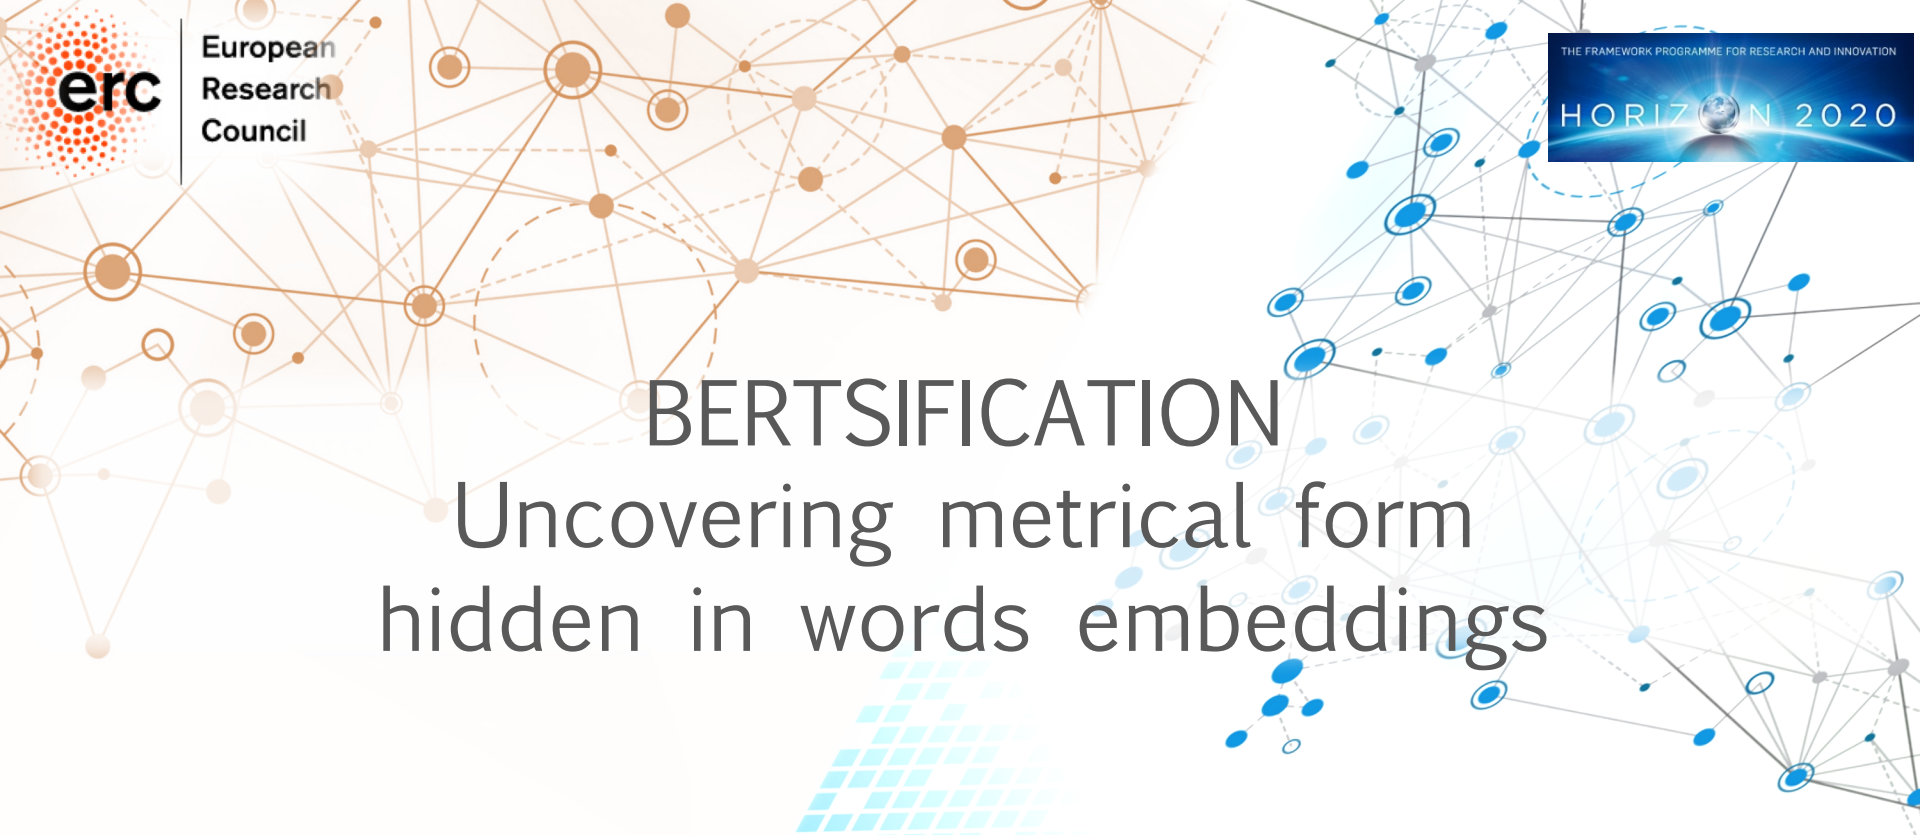 erc
European
Research
Council
THE FRAMEWORK PROGRAMME FOR RESEARCH AND INNOVATION
HORIZON 2020
BERTSIFICATION
Uncovering metrical form
hidden in words embeddings